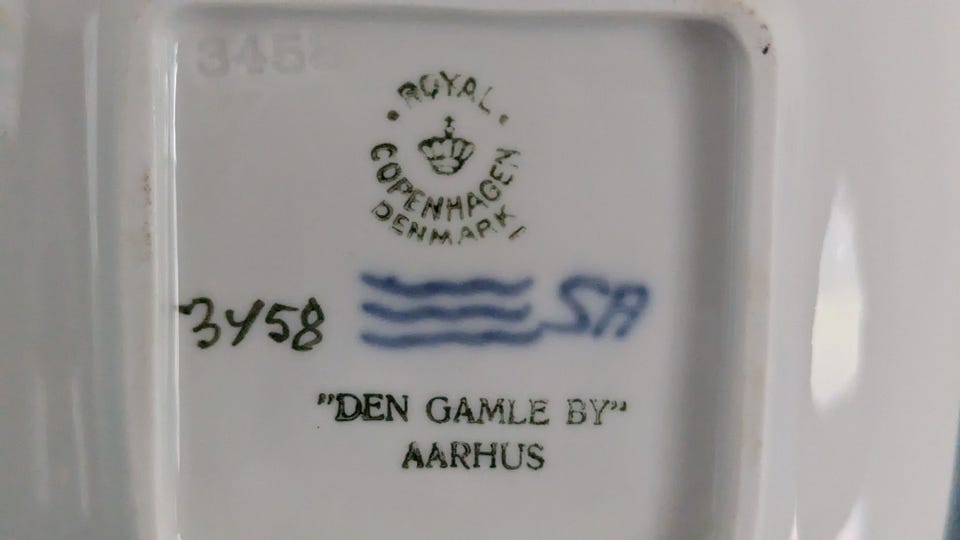 3458
• ROYAL •
COPENHAGEN
DENMARK
3458
SA
"DEN GAMLE BY"
AARHUS